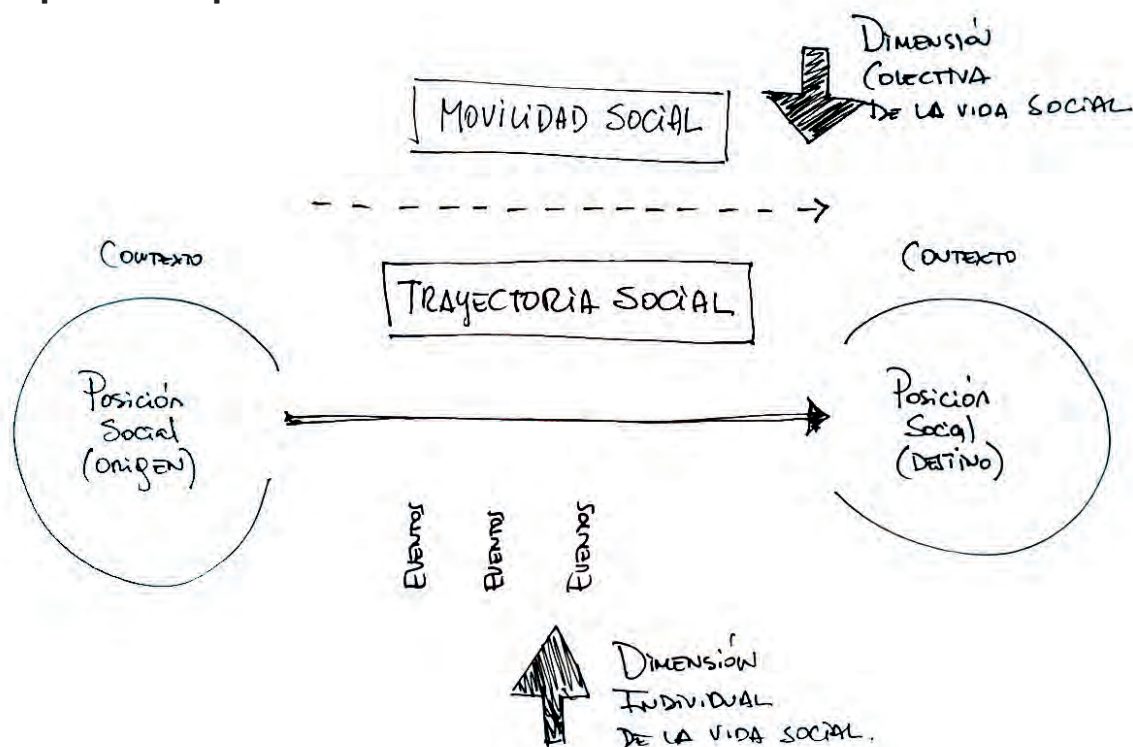 MOVILIDAD SOCIAL
DIMENSIÓN
COLECTIVA
DE LA VIDA SOCIAL
CONTEXTO
TRAYECTORIA SOCIAL
CONTEXTO
Posición
Social
(ORIGEN)
Posición
Social
(DESTINO)
EVENTOS
EVENTOS
EVENTOS
DIMENSIÓN
INDIVIDUAL
DE LA VIDA SOCIAL.